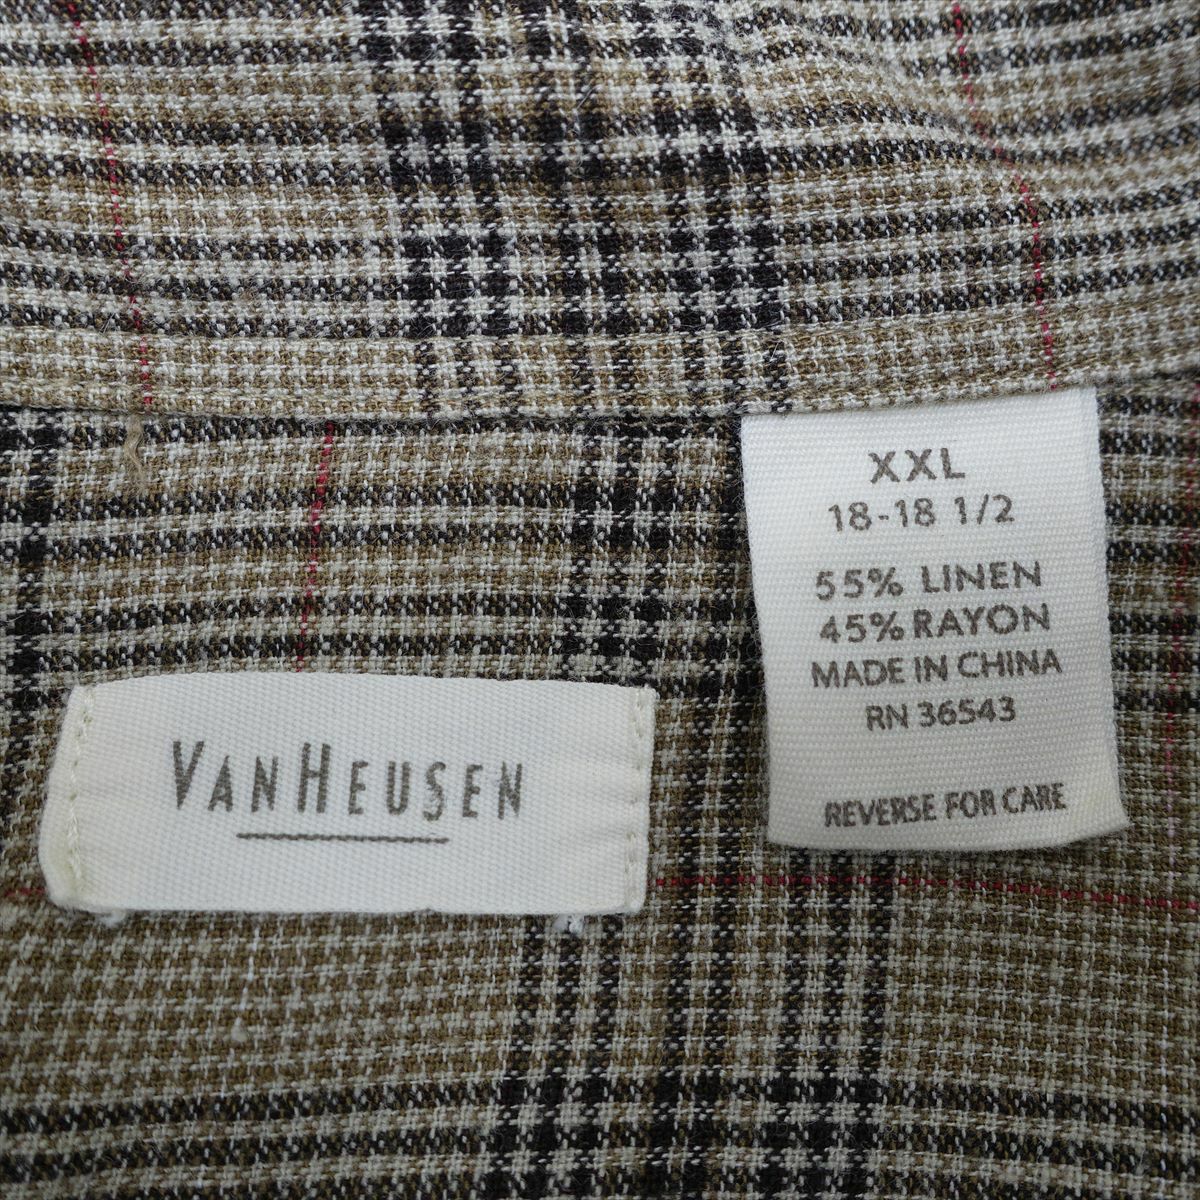 XXL
18-18 1/2
55% LINEN
45% RAYON
MADE IN CHINA
RN 36543
REVERSE FOR CARE
VANHEUSEN